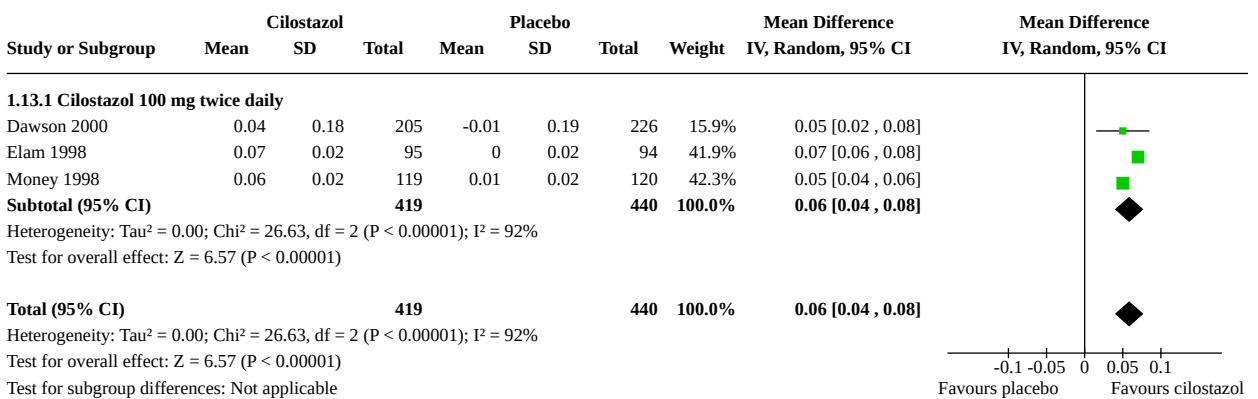 Cilostazol Placebo Mean Difference Mean Difference
Study or Subgroup Mean SD Total Mean SD Total Weight IV, Random, 95% CI IV, Random, 95% CI
1.13.1 Cilostazol 100 mg twice daily
Dawson 2000 0.04 0.18 205 -0.01 0.19 226 15.9% 0.05 [0.02 , 0.08]
Elam 1998 0.07 0.02 95 0 0.02 94 41.9% 0.07 [0.06 , 0.08]
Money 1998 0.06 0.02 119 0.01 0.02 120 42.3% 0.05 [0.04 , 0.06]
Subtotal (95% CI) 419 440 100.0% 0.06 [0.04 , 0.08]
Heterogeneity: Tau² = 0.00; Chi² = 26.63, df = 2 (P < 0.00001); I² = 92%
Test for overall effect: Z = 6.57 (P < 0.00001)
Total (95% CI) 419 440 100.0% 0.06 [0.04 , 0.08]
Heterogeneity: Tau² = 0.00; Chi² = 26.63, df = 2 (P < 0.00001); I² = 92%
Test for overall effect: Z = 6.57 (P < 0.00001) -0.1 -0.05 0 0.05 0.1
Test for subgroup differences: Not applicable Favours placebo Favours cilostazol